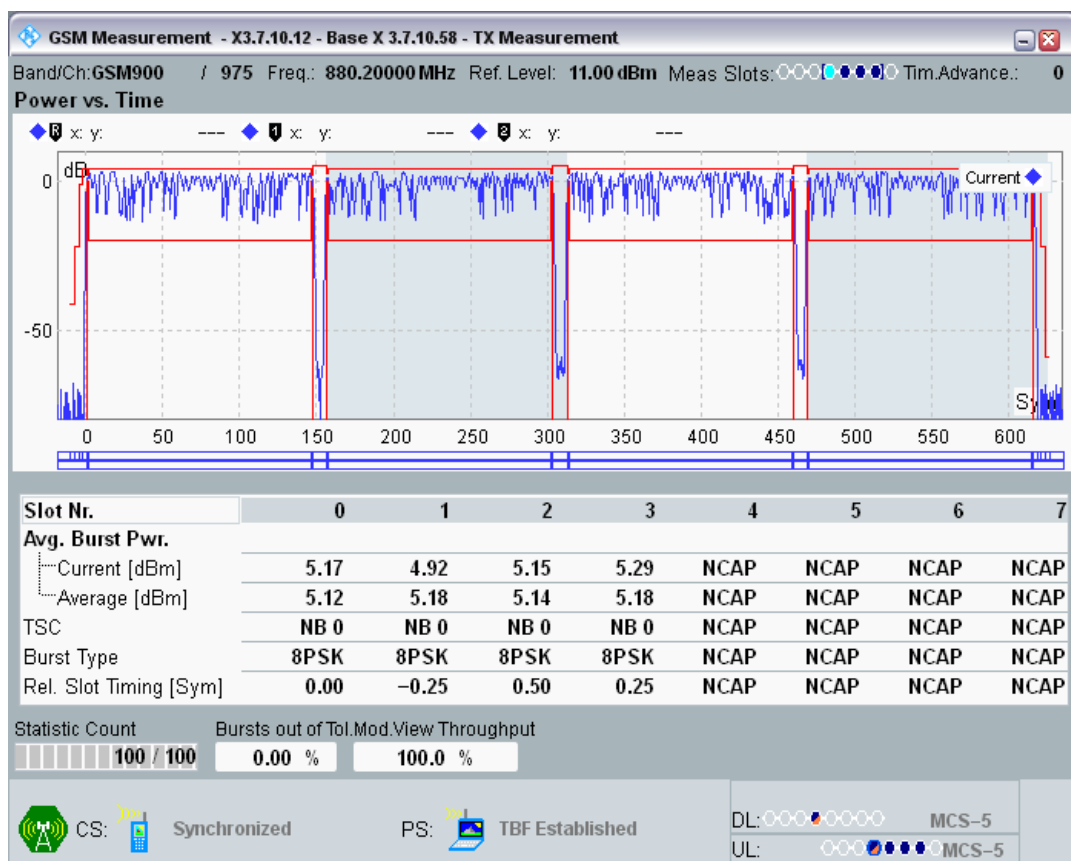 GSM Measurement - X3.7.10.12 - Base X 3.7.10.58 - TX Measurement
Band/Ch:GSM900 / 975 Freq.: 880.20000 MHz Ref. Level: 11.00 dBm Meas Slots: Tim.Advance.: 0
Power vs. Time
R x: y: --- 1 x: y: --- 2 x: y: ---
dB
Current
0
-50
0 50 100 150 200 250 300 350 400 450 500 550 600
Slot Nr. 0 1 2 3 4 5 6 7
Avg. Burst Pwr.
Current [dBm] 5.17 4.92 5.15 5.29 NCAP NCAP NCAP NCAP
Average [dBm] 5.12 5.18 5.14 5.18 NCAP NCAP NCAP NCAP
TSC NB 0 NB 0 NB 0 NB 0 NCAP NCAP NCAP NCAP
Burst Type 8PSK 8PSK 8PSK 8PSK NCAP NCAP NCAP NCAP
Rel. Slot Timing [Sym] 0.00 −0.25 0.50 0.25 NCAP NCAP NCAP NCAP
Statistic Count Bursts out of Tol.Mod.View Throughput
100 / 100 0.00 % 100.0 %
CS: Synchronized PS: TBF Established
DL: MCS−5
UL: MCS−5